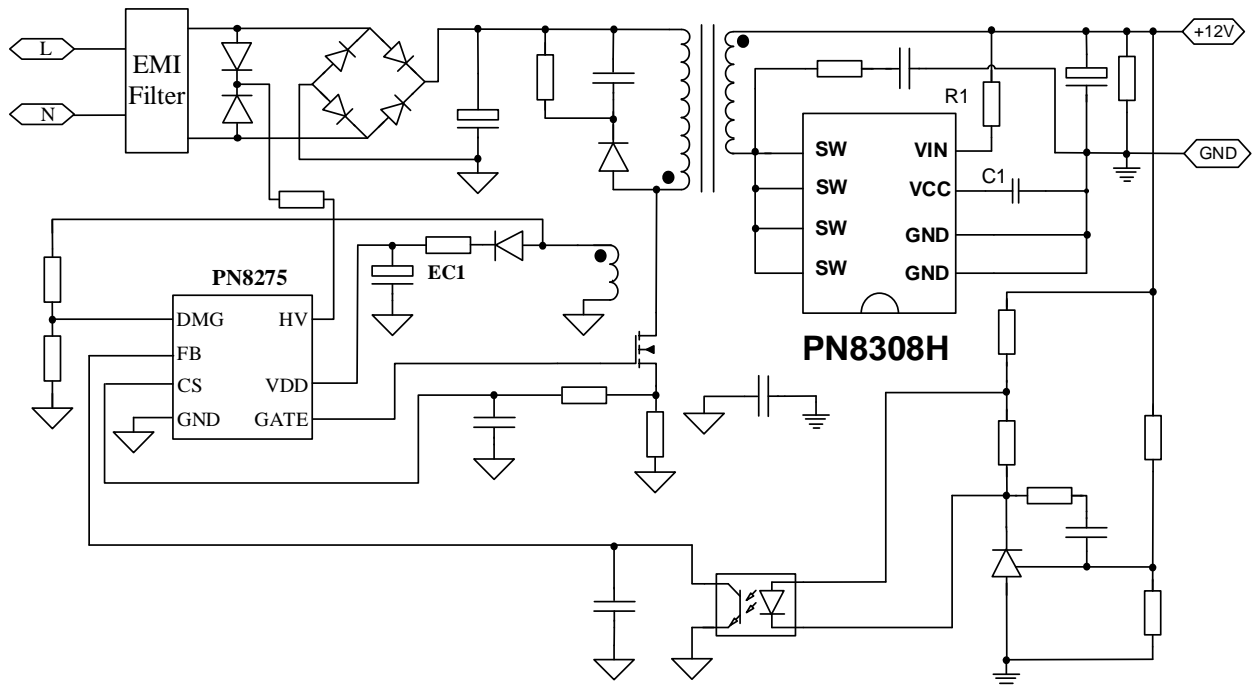 L
EMI
Filter
N
+12V
GND
R1
SW
VIN
SW
VCC
C1
SW
GND
SW
GND
PN8308H
EC1
PN8275
DMG
HV
FB
CS
VDD
GND
GATE